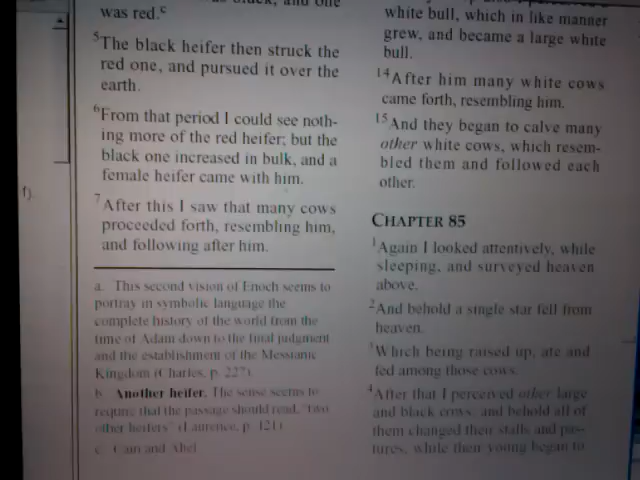 was red.c
5The black heifer then struck the
red one, and pursued it over the
earth.
6From that period I could see noth-
ing more of the red heifer; but the
black one increased in bulk, and a
female heifer came with him.
7After this I saw that many cows
proceeded forth, resembling him,
and following after him.
a. This second vision of Enoch seems to
portray in symbolic language the
complete history of the world from the
time of Adam down to the final judgment
and the establishment of the Messianic
Kingdom (Charles, p. 227).
b. Another heifer. The sense seems to
require that the passage should read, "two
other heifers" (Laurence, p. 121)
c. Cain and Abel
white bull, which in like manner
grew, and became a large white
bull.
14After him many white cows
came forth, resembling him.
15And they began to calve many
other white cows, which resem-
bled them and followed each
other.
CHAPTER 85
1Again I looked attentively, while
sleeping, and surveyed heaven
above.
2And behold a single star fell from
heaven.
3Which being raised up, ate and
fed among those cows.
4After that I perceived other large
and black cows; and behold all of
them changed their stalls and pas-
tures, while their young began to
f).